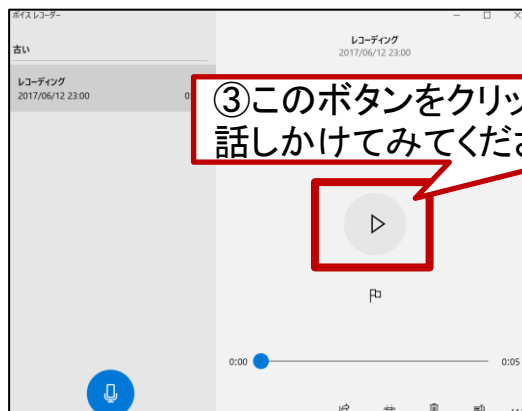 ボイス レコーダー
古い
レコーディング
2017/06/12 23:00
レコーディング
2017/06/12 23:00
③このボタンをクリッ
話しかけてみてくださ
0:00
0:05